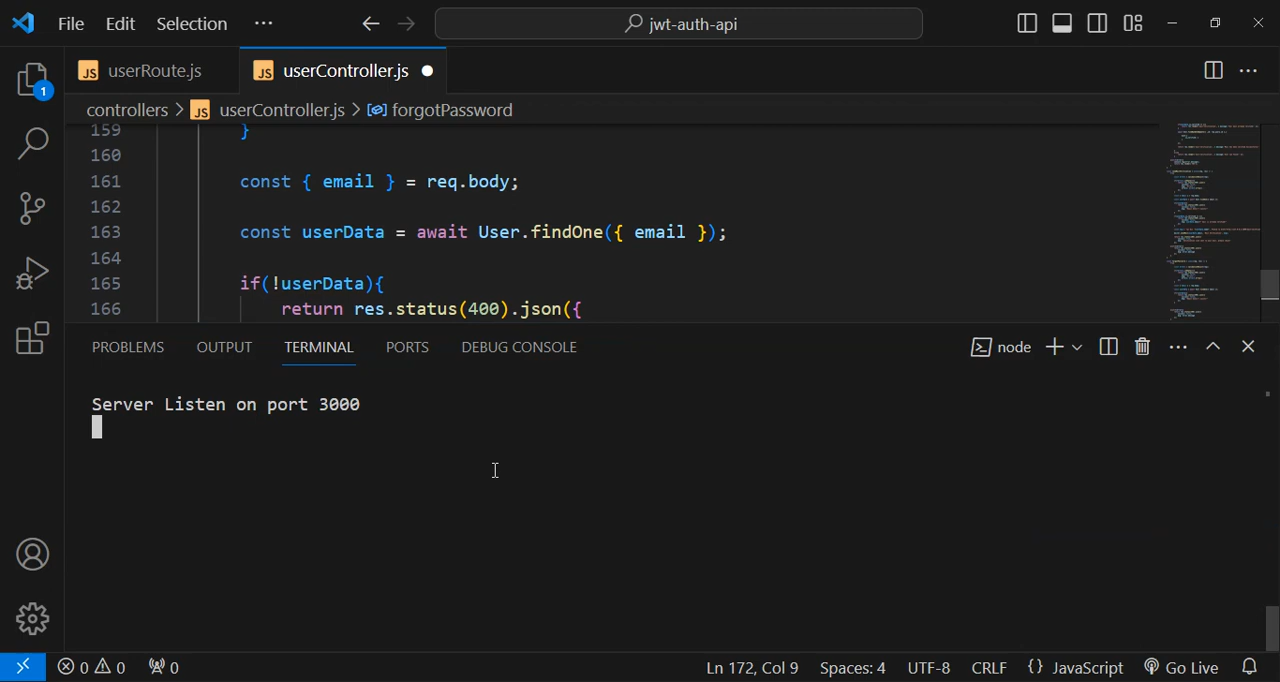 File Edit Selection ··· jwt-auth-api
JS userRoute.js JS userController.js
controllers > JS userController.js > forgotPassword
159 }
160
161 const { email } = req.body;
162
163 const userData = await User.findOne({ email });
164
165 if(!userData){
166 return res.status(400).json({
PROBLEMS OUTPUT TERMINAL PORTS DEBUG CONSOLE node
Server Listen on port 3000
1
0 0 0 Ln 172, Col 9 Spaces: 4 UTF-8 CRLF {} JavaScript Go Live